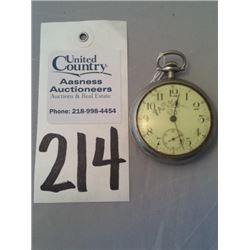 United
Country
Aasness
Auctioneers
Auctions & Real Estate
Phone: 218-998-4454
214